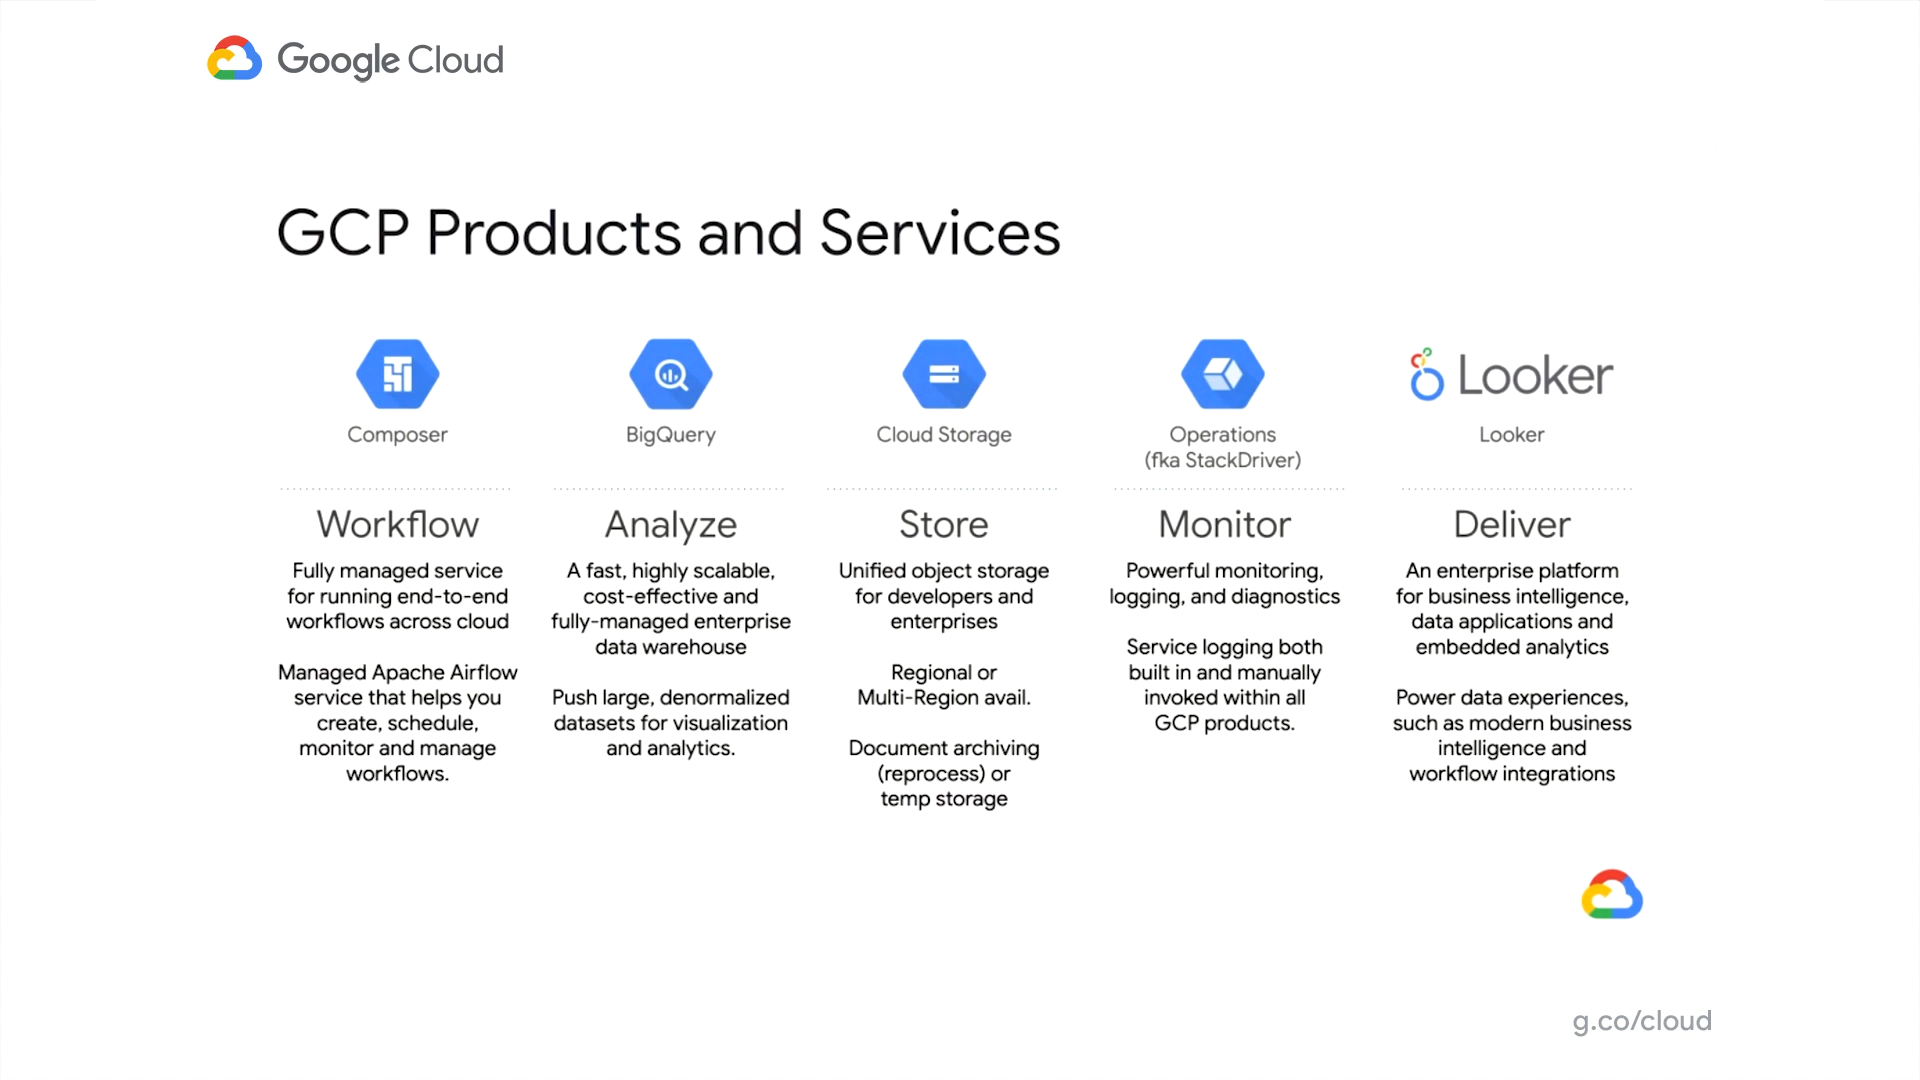 Google Cloud
GCP Products and Services
Composer
Workflow
Fully managed service
for running end-to-end
workflows across cloud
Managed Apache Airflow
service that helps you
create, schedule,
monitor and manage
workflows.
BigQuery
Analyze
A fast, highly scalable,
cost-effective and
fully-managed enterprise
data warehouse
Push large, denormalized
datasets for visualization
and analytics.
Cloud Storage
Store
Unified object storage
for developers and
enterprises
Regional or
Multi-Region avail.
Document archiving
(reprocess) or
temp storage
Operations
(fka StackDriver)
Monitor
Powerful monitoring,
logging, and diagnostics
Service logging both
built in and manually
invoked within all
GCP products.
Looker
Looker
Deliver
An enterprise platform
for business intelligence,
data applications and
embedded analytics
Power data experiences,
such as modern business
intelligence and
workflow integrations
g.co/cloud